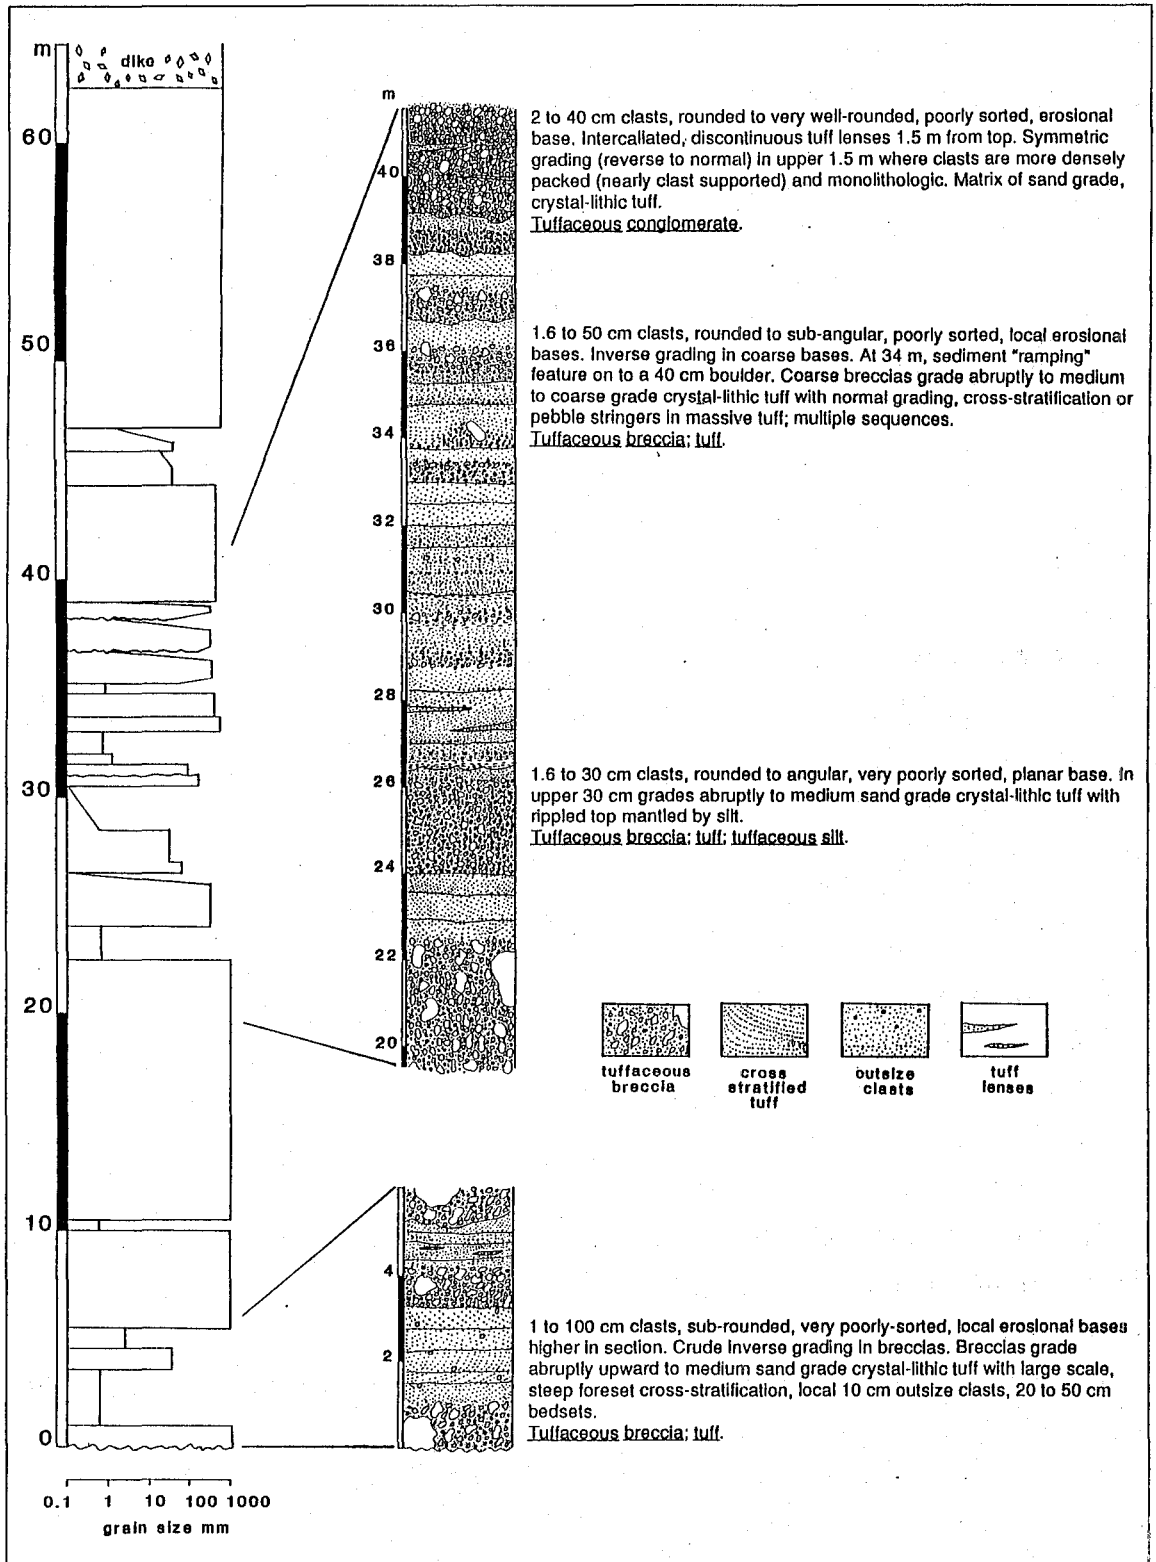 m
dike
60
50
40
30
20
10
0
0.1 1 10 100 1000
grain size mm
m
40
38
36
34
32
30
28
26
24
22
20
4
2
2 to 40 cm clasts, rounded to very well-rounded, poorly sorted, erosional
base. Intercallated, discontinuous tuff lenses 1.5 m from top. Symmetric
grading (reverse to normal) in upper 1.5 m where clasts are more densely
packed (nearly clast supported) and monolithologic. Matrix of sand grade,
crystal-lithic tuff.
Tuffaceous conglomerate.
1.6 to 50 cm clasts, rounded to sub-angular, poorly sorted, local erosional
bases. Inverse grading in coarse bases. At 34 m, sediment "ramping"
feature on to a 40 cm boulder. Coarse breccias grade abruptly to medium
to coarse grade crystal-lithic tuff with normal grading, cross-stratification or
pebble stringers in massive tuff; multiple sequences.
Tuffaceous breccia; tuff.
1.6 to 30 cm clasts, rounded to angular, very poorly sorted, planar base. In
upper 30 cm grades abruptly to medium sand grade crystal-lithic tuff with
rippled top mantled by silt.
Tuffaceous breccia; tuff; tuffaceous silt.
tuffaceous
breccia
cross
stratified
tuff
outsize
clasts
tuff
lenses
1 to 100 cm clasts, sub-rounded, very poorly-sorted, local erosional bases
higher in section. Crude inverse grading in breccias. Breccias grade
abruptly upward to medium sand grade crystal-lithic tuff with large scale,
steep foreset cross-stratification, local 10 cm outsize clasts, 20 to 50 cm
bedsets.
Tuffaceous breccia; tuff.